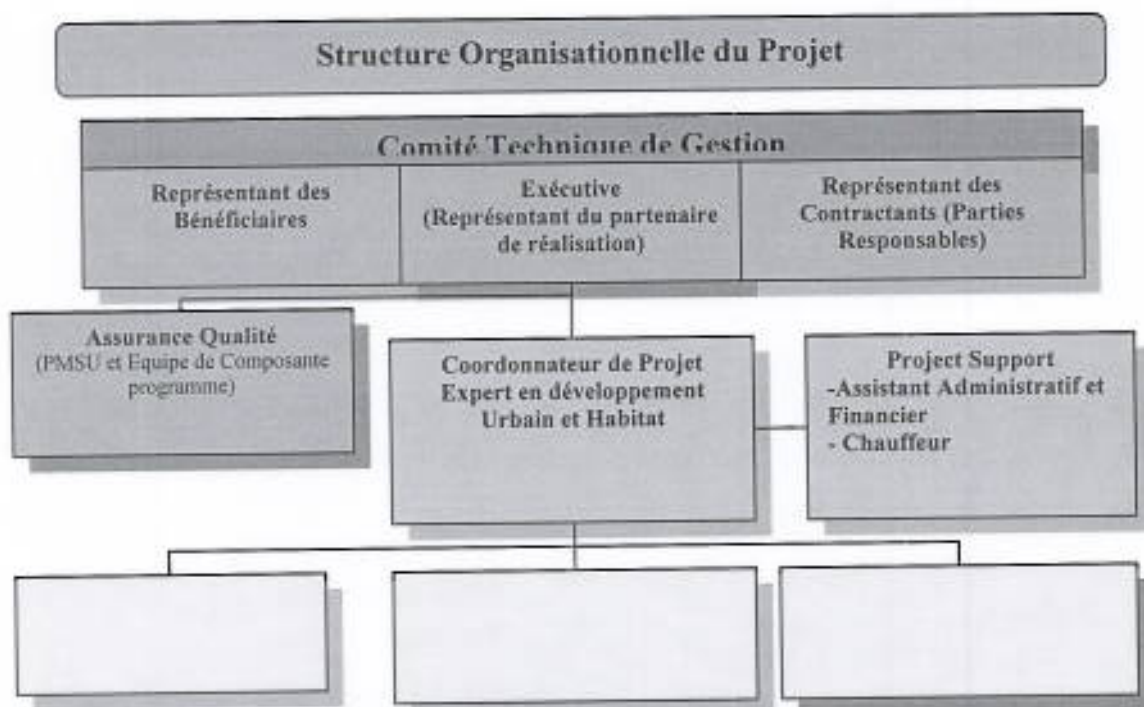 Structure Organisationnelle du Projet
Comité Technique de Gestion
Représentant des
Bénéficiaires
Exécutive
(Représentant du partenaire
de réalisation)
Représentant des
Contractants (Parties
Responsables)
Assurance Qualité
(PMSU et Equipe de Composante
programme)
Coordonnateur de Projet
Expert en développement
Urbain et Habitat
Project Support
-Assistant Administratif et
Financier
- Chauffeur